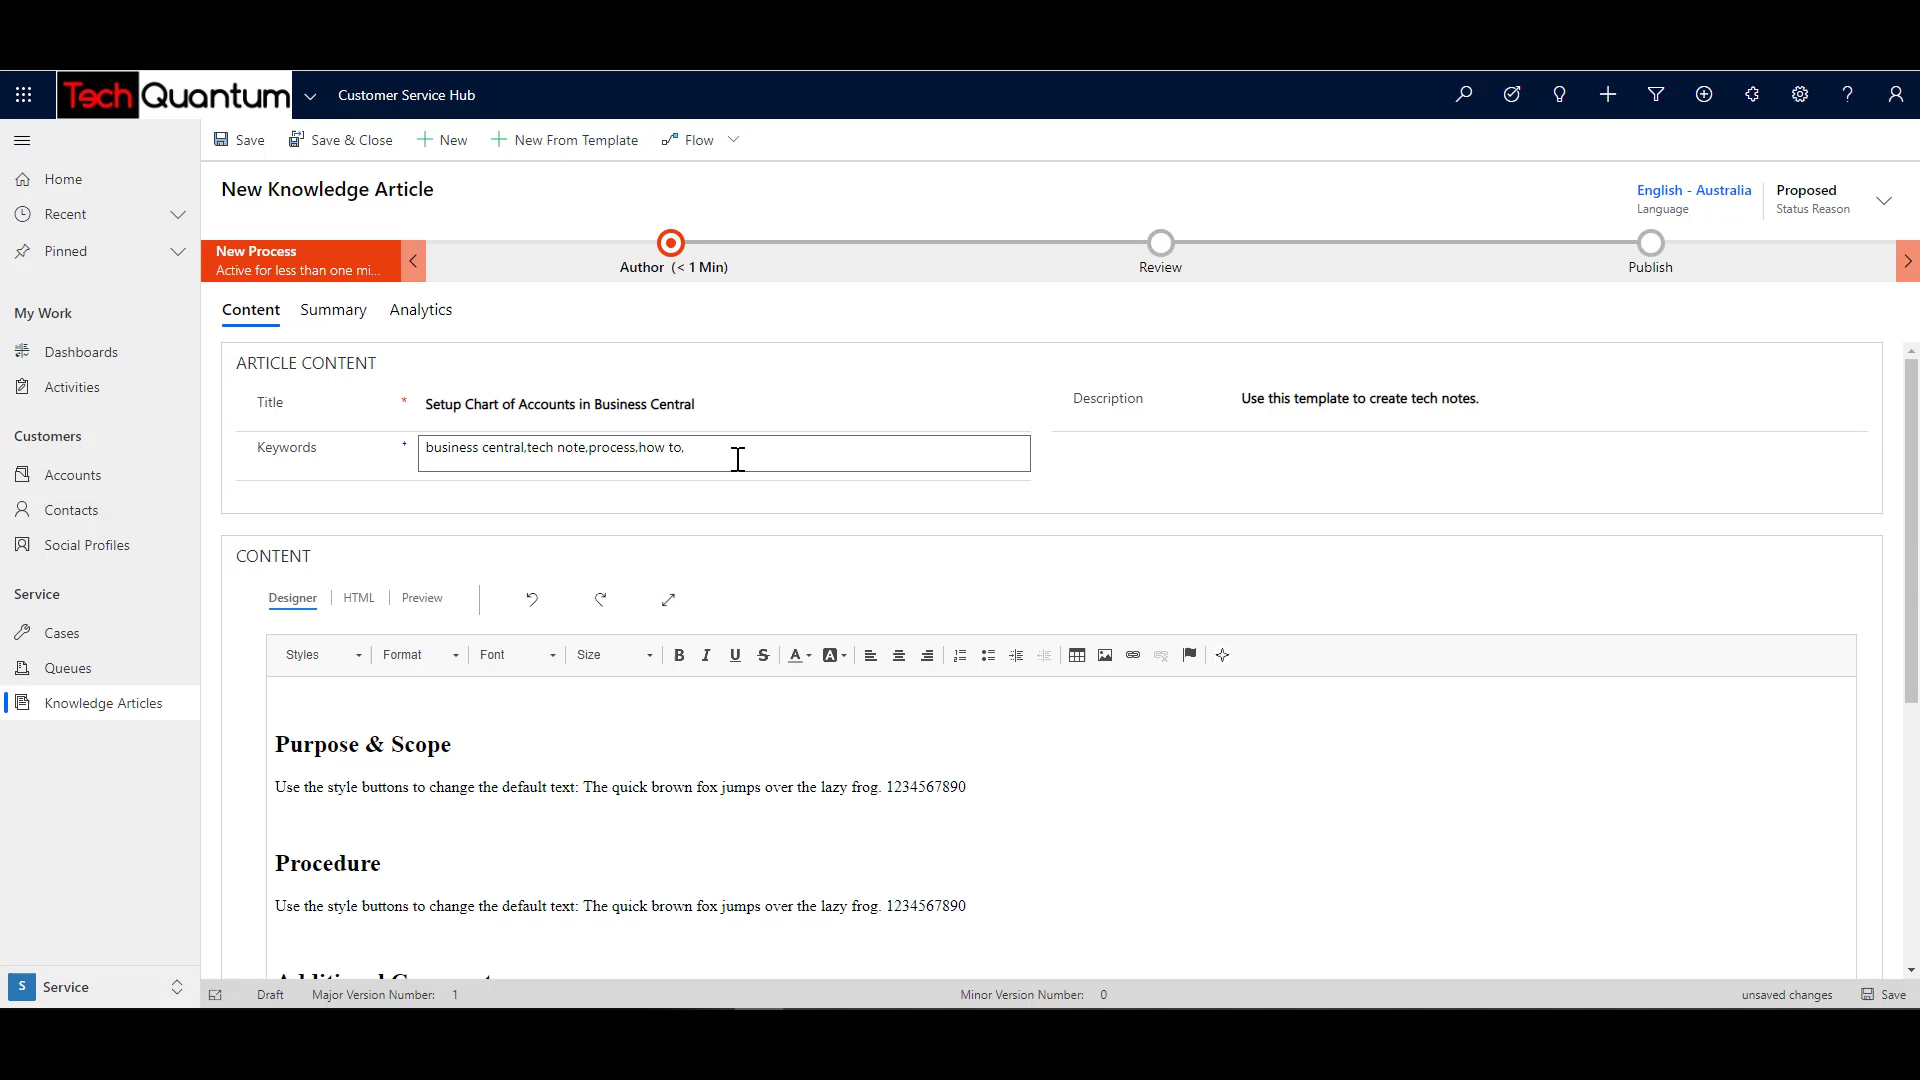 Tech Quantum
Customer Service Hub
Save
Save & Close
New
New From Template
Flow
Home
Recent
Pinned
My Work
Dashboards
Activities
Customers
Accounts
Contacts
Social Profiles
Service
Cases
Queues
Knowledge Articles
S
Service
New Knowledge Article
English - Australia
Language
Proposed
Status Reason
New Process
Active for less than one mi...
Author (< 1 Min)
Review
Publish
Content
Summary
Analytics
ARTICLE CONTENT
Title * Setup Chart of Accounts in Business Central
Description Use this template to create tech notes.
Keywords + business central,tech note,process,how to,
CONTENT
Designer
HTML
Preview
Styles
Format
Font
Size
B I U S A A
Purpose & Scope
Use the style buttons to change the default text: The quick brown fox jumps over the lazy frog. 1234567890
Procedure
Use the style buttons to change the default text: The quick brown fox jumps over the lazy frog. 1234567890
Draft
Major Version Number: 1
Minor Version Number: 0
unsaved changes
Save